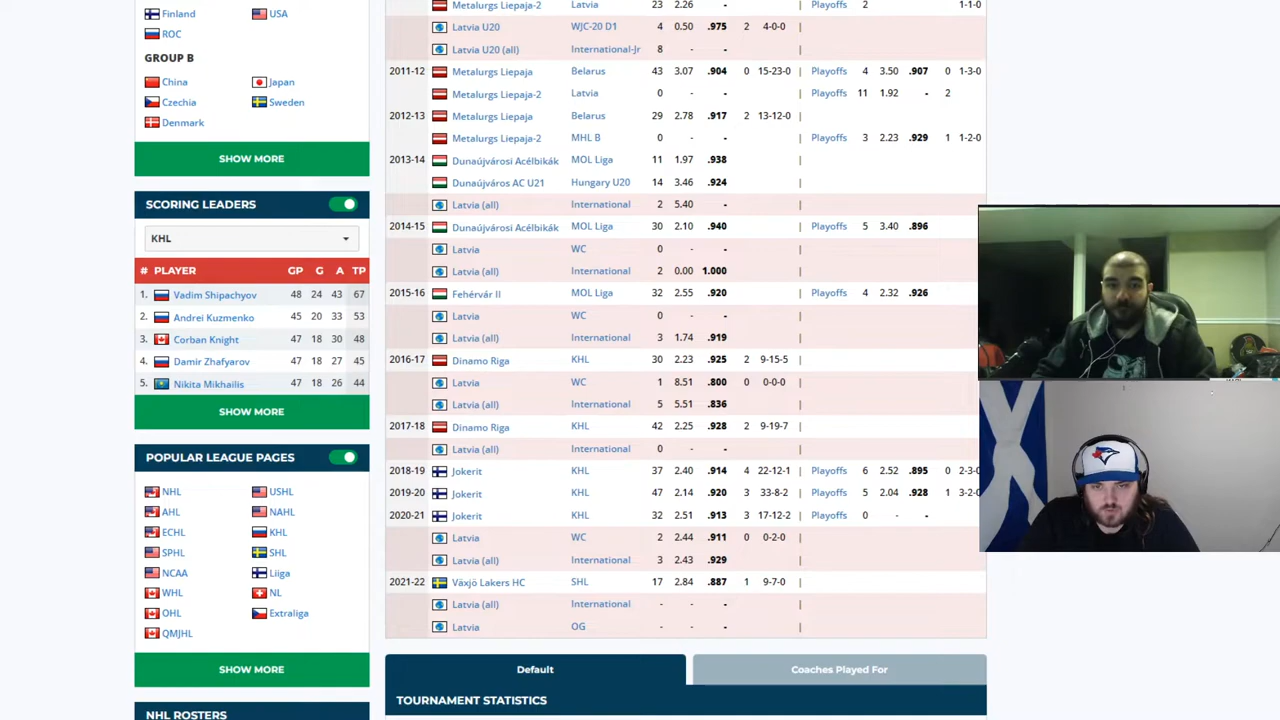 Finland USA
ROC
GROUP B
China Japan
Czechia Sweden
Denmark
SHOW MORE
SCORING LEADERS
KHL
# PLAYER GP G A TP
1. Vadim Shipachyov 48 24 43 67
2. Andrei Kuzmenko 45 20 33 53
3. Corban Knight 47 18 30 48
4. Damir Zhafyarov 47 18 27 45
5. Nikita Mikhailis 47 18 26 44
SHOW MORE
POPULAR LEAGUE PAGES
NHL USHL
AHL NAHL
ECHL KHL
SPHL SHL
NCAA Liiga
WHL NL
OHL Extraliga
QMJHL
SHOW MORE
NHL ROSTERS
Metalurgs Liepaja-2 Latvia 23 2.26 - | Playoffs 2 1-1-0
Latvia U20 WJC-20 D1 4 0.50 .975 2 4-0-0 |
Latvia U20 (all) International-Jr 8 - - |
2011-12 Metalurgs Liepaja Belarus 43 3.07 .904 0 15-23-0 | Playoffs 4 3.50 .907 0 1-3-0
Metalurgs Liepaja-2 Latvia 0 - - | Playoffs 11 1.92 - 2
2012-13 Metalurgs Liepaja Belarus 29 2.78 .917 2 13-12-0 |
Metalurgs Liepaja-2 MHL B 0 - - | Playoffs 3 2.23 .929 1 1-2-0
2013-14 Dunaújvárosi Acélbikák MOL Liga 11 1.97 .938 |
Dunaújváros AC U21 Hungary U20 14 3.46 .924 |
Latvia (all) International 2 5.40 - |
2014-15 Dunaújvárosi Acélbikák MOL Liga 30 2.10 .940 | Playoffs 5 3.40 .896
Latvia WC 0 - - |
Latvia (all) International 2 0.00 1.000 |
2015-16 Fehérvár II MOL Liga 32 2.55 .920 | Playoffs 4 2.32 .926
Latvia WC 0 - - |
Latvia (all) International 3 1.74 .919 |
2016-17 Dinamo Riga KHL 30 2.23 .925 2 9-15-5 |
Latvia WC 1 8.51 .800 0 0-0-0 |
Latvia (all) International 5 5.51 .836 |
2017-18 Dinamo Riga KHL 42 2.25 .928 2 9-19-7 |
Latvia (all) International 0 - - |
2018-19 Jokerit KHL 37 2.40 .914 4 22-12-1 | Playoffs 6 2.52 .895 0 2-3-0
2019-20 Jokerit KHL 47 2.14 .920 3 33-8-2 | Playoffs 5 2.04 .928 1 3-2-0
2020-21 Jokerit KHL 32 2.51 .913 3 17-12-2 | Playoffs 0 - -
Latvia WC 2 2.44 .911 0 0-2-0 |
Latvia (all) International 3 2.43 .929 |
2021-22 Växjö Lakers HC SHL 17 2.84 .887 1 9-7-0 |
Latvia (all) International - - - |
Latvia OG - - - |
Default Coaches Played For
TOURNAMENT STATISTICS